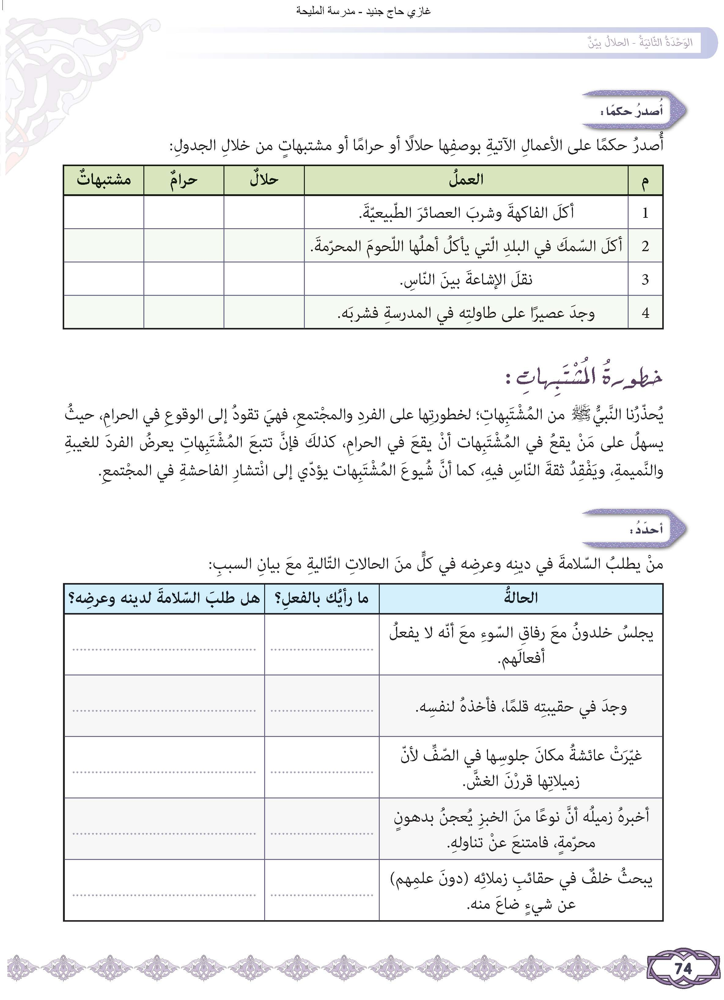 غازي حاج جنيد - مدرسة المليحة
الوَحْدَةُ الثّانيَةُ - الحلالُ بيّنٌ
أُصدرُ حكمًا:
أُصدرُ حكمًا على الأعمالِ الآتيةِ بوصفِها حلالًا أو حرامًا أو مشتبهاتٍ من خلالِ الجدولِ:
م العملُ حلالٌ حرامٌ مشتبهاتٌ
1 أكلَ الفاكهةَ وشربَ العصائرَ الطّبيعيّةَ.
2 أكلَ السّمكَ في البلدِ الّتي يأكلُ أهلُها اللّحومَ المحرّمةَ.
3 نقلَ الإشاعةَ بينَ النّاسِ.
4 وجدَ عصيرًا على طاولتِه في المدرسةِ فشربَه.
خطورةُ المُشْتَبِهاتِ:
يُحذّرُنا النَّبيُّ ﷺ من المُشْتَبِهاتِ؛ لخطورتِها على الفردِ والمجْتمعِ، فهيَ تقودُ إلى الوقوعِ في الحرامِ، حيثُ
يسهلُ على مَنْ يقعُ في المُشْتَبِهات أنْ يقعَ في الحرامِ، كذلكَ فإنَّ تتبعَ المُشْتَبِهاتِ يعرضُ الفردَ للغيبةِ
والنَّميمةِ، ويَفْقِدُ ثقةَ النّاسِ فيهِ، كما أنَّ شُيوعَ المُشْتَبِهات يؤدّي إلى انْتشارِ الفاحشةِ في المجْتمعِ.
أحدّدُ:
منْ يطلبُ السّلامةَ في دينِه وعرضِه في كلٍّ منَ الحالاتِ التّاليةِ معَ بيانِ السببِ:
الحالةُ ما رأيُك بالفعلِ؟ هل طلبَ السّلامةَ لدينه وعرضِه؟
يجلسُ خلدونُ معَ رفاقِ السّوءِ معَ أنّه لا يفعلُ
أفعالَهم.
وجدَ في حقيبتِه قلمًا، فأخذهُ لنفسِه.
غيّرَتْ عائشةُ مكانَ جلوسِها في الصّفِّ لأنّ
زميلاتِها قررْنَ الغشَّ.
أخبرهُ زميلُه أنَّ نوعًا منَ الخبزِ يُعجنُ بدهونٍ
محرّمةٍ، فامتنعَ عنْ تناولهِ.
يبحثُ خلفٌ في حقائبِ زملائِه (دونَ علمِهم)
عن شيءٍ ضاعَ منه.
74